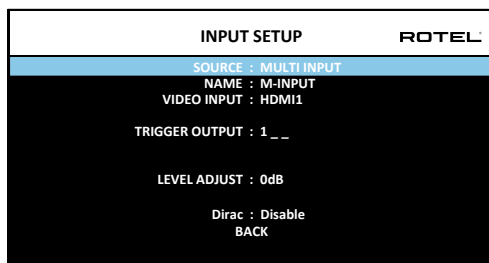 INPUT SETUP ROTEL
SOURCE : MULTI INPUT
NAME : M-INPUT
VIDEO INPUT : HDMI1
TRIGGER OUTPUT : 1 _ _
LEVEL ADJUST : 0dB
Dirac : Disable
BACK